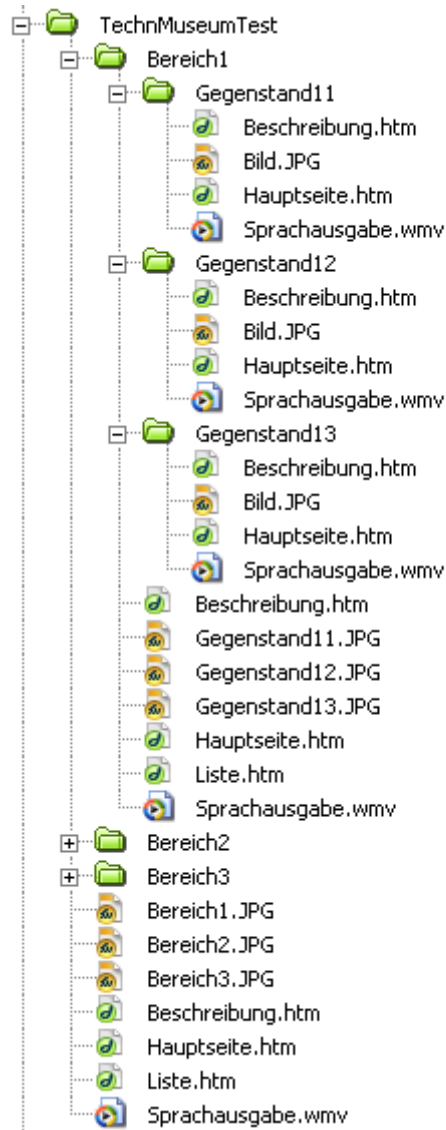 TechnMuseumTest
Bereich1
Gegenstand11
Beschreibung.htm
Bild.JPG
Hauptseite.htm
Sprachausgabe.wmv
Gegenstand12
Beschreibung.htm
Bild.JPG
Hauptseite.htm
Sprachausgabe.wmv
Gegenstand13
Beschreibung.htm
Bild.JPG
Hauptseite.htm
Sprachausgabe.wmv
Beschreibung.htm
Gegenstand11.JPG
Gegenstand12.JPG
Gegenstand13.JPG
Hauptseite.htm
Liste.htm
Sprachausgabe.wmv
Bereich2
Bereich3
Bereich1.JPG
Bereich2.JPG
Bereich3.JPG
Beschreibung.htm
Hauptseite.htm
Liste.htm
Sprachausgabe.wmv